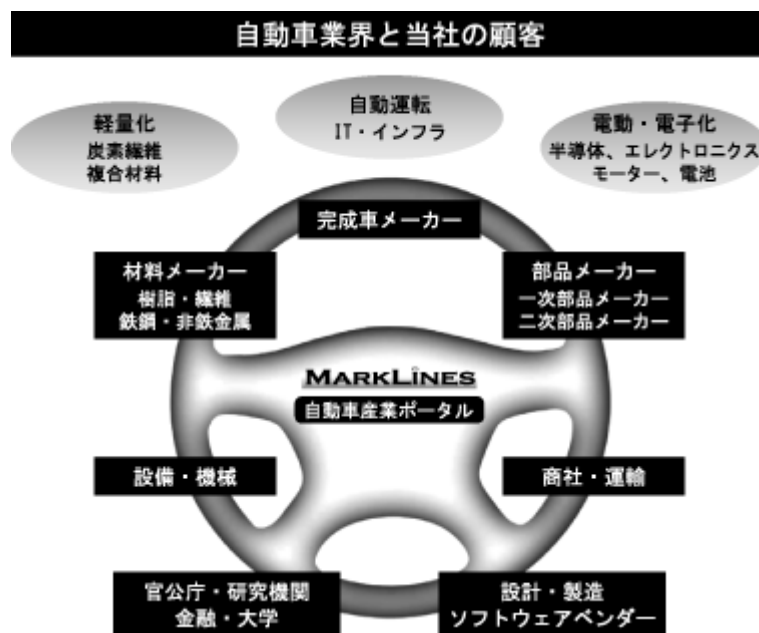 自動車業界と当社の顧客
自動運転
IT・インフラ
軽量化
炭素繊維
複合材料
電動・電子化
半導体、エレクトロニクス
モーター、電池
完成車メーカー
材料メーカー
樹脂・繊維
鉄鋼・非鉄金属
部品メーカー
一次部品メーカー
二次部品メーカー
MARKLINES
自動車産業ポータル
設備・機械
商社・運輸
官公庁・研究機関
金融・大学
設計・製造
ソフトウェアベンダー